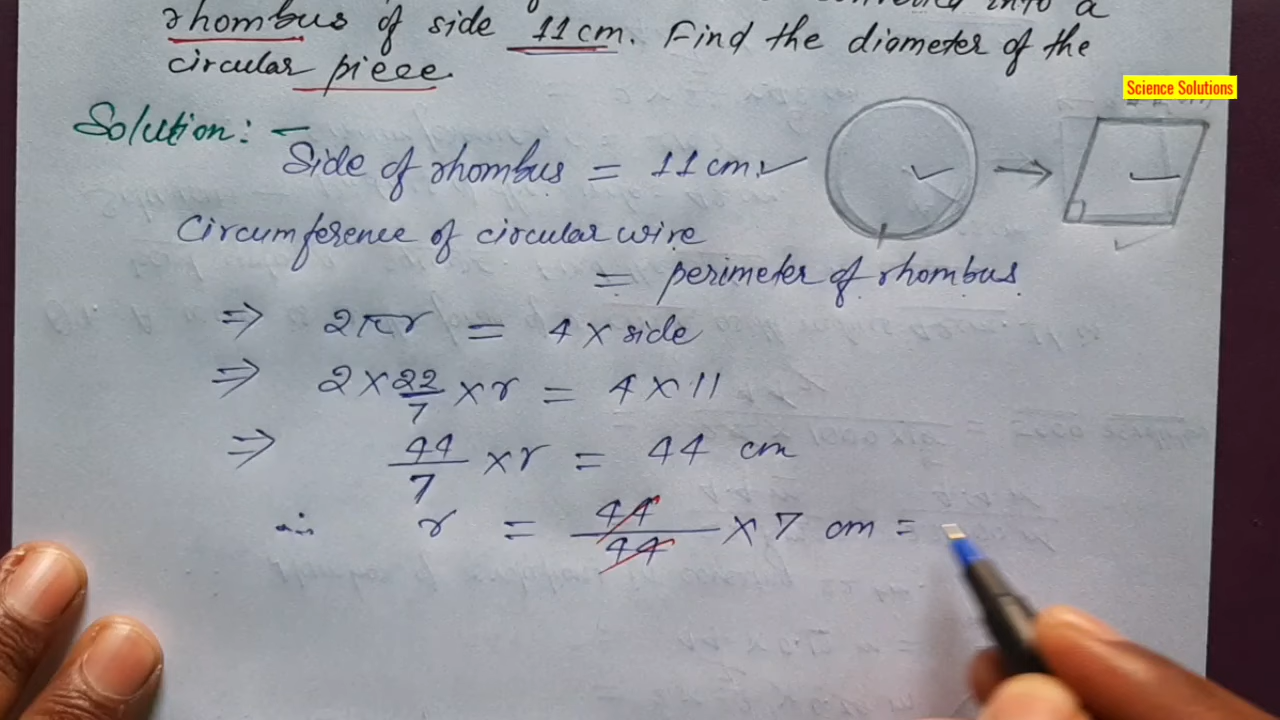 into a
rhombus of side 11 cm. Find the diometer of the
circular piece.
Science Solutions
Solution: -
Side of rhombus = 11 cm
Circumference of circular wire
= perimeter of rhombus.
⇒ 2πr = 4 × side
⇒ 2 × 22/7 × r = 4 × 11
⇒ 44/7 × r = 44 cm
r = 44/44 × 7 cm =